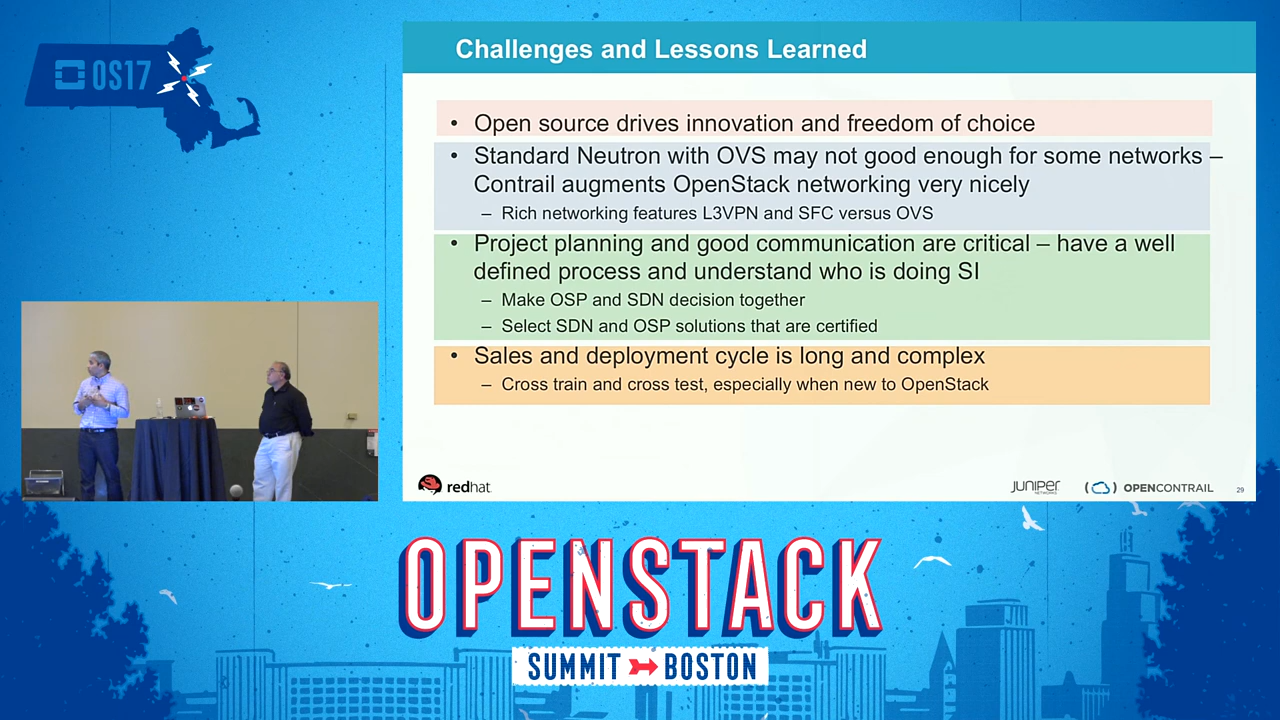 OS17
Challenges and Lessons Learned
• Open source drives innovation and freedom of choice
• Standard Neutron with OVS may not good enough for some networks –
Contrail augments OpenStack networking very nicely
– Rich networking features L3VPN and SFC versus OVS
• Project planning and good communication are critical – have a well
defined process and understand who is doing SI
– Make OSP and SDN decision together
– Select SDN and OSP solutions that are certified
• Sales and deployment cycle is long and complex
– Cross train and cross test, especially when new to OpenStack
redhat
JUNIPER
NETWORKS
OPENCONTRAIL
29
OPENSTACK
SUMMIT BOSTON